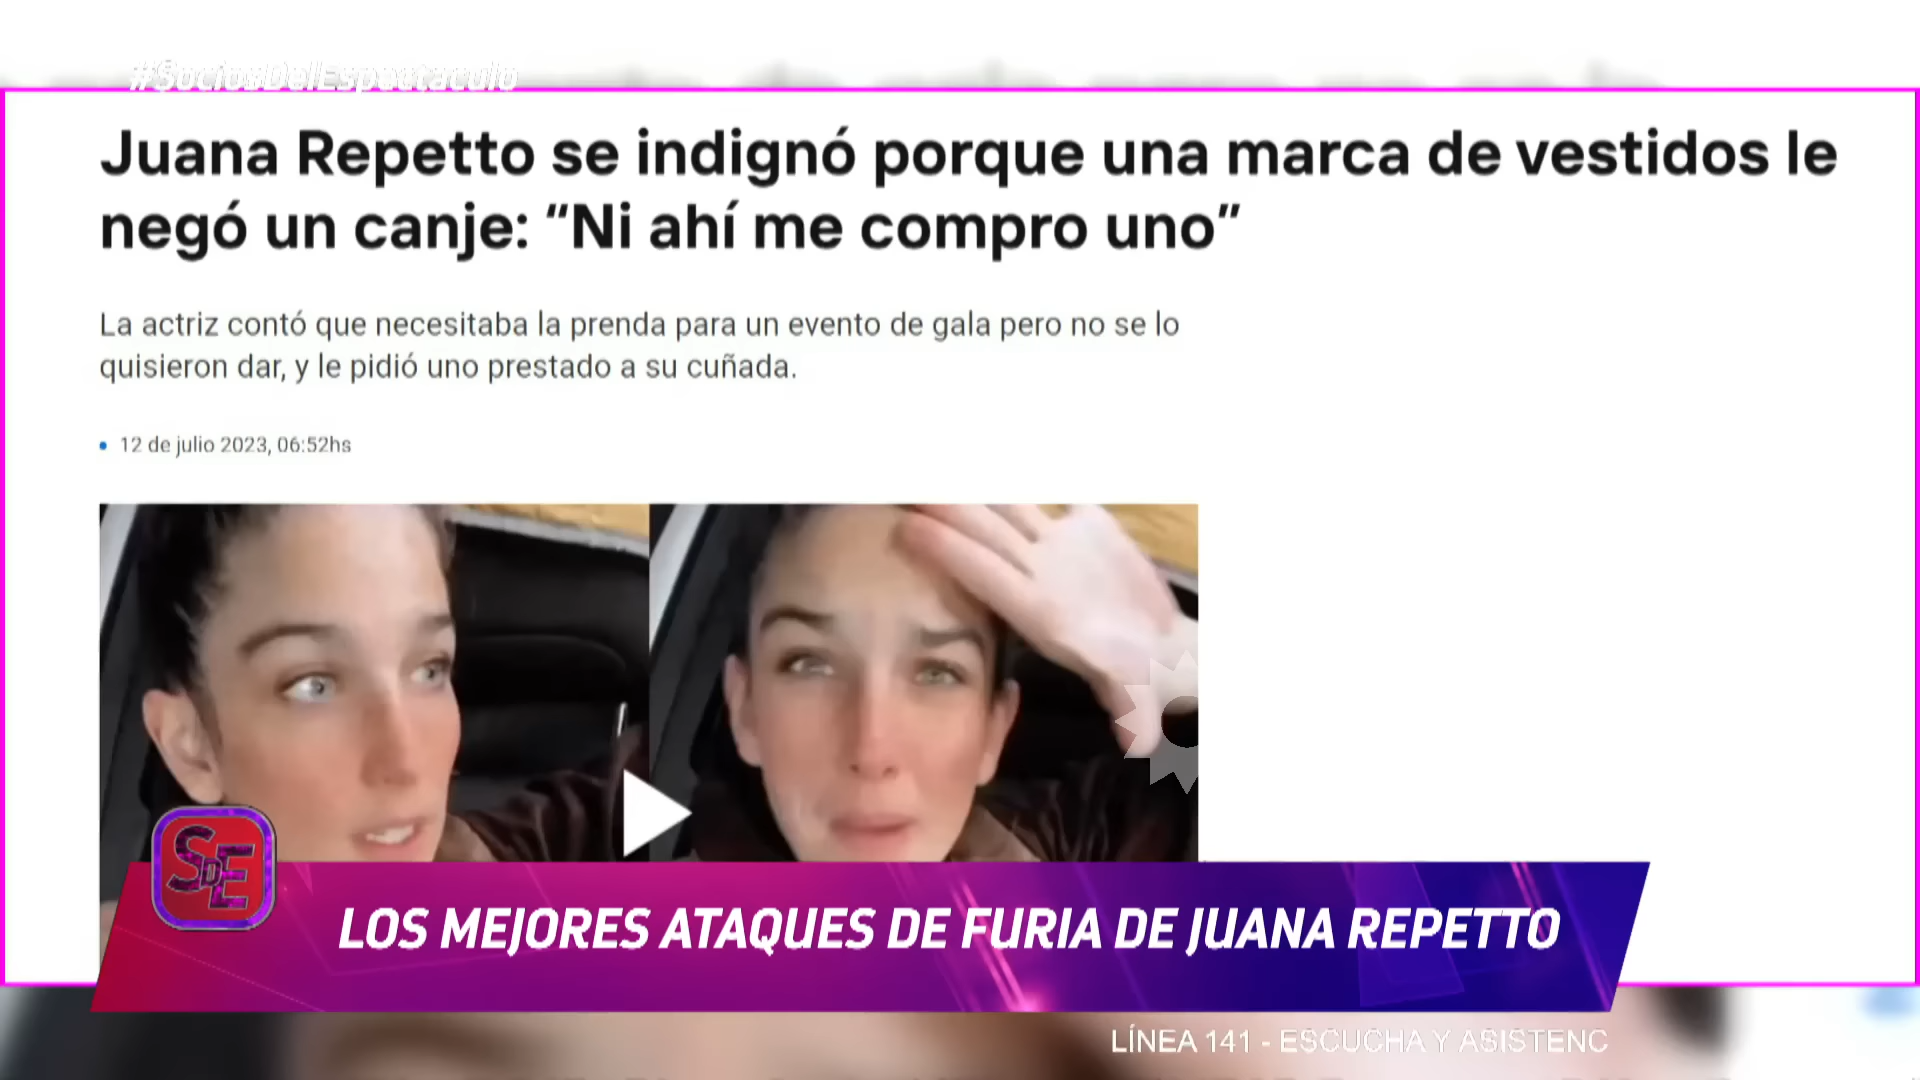 #SociosDelEspectaculo
Juana Repetto se indignó porque una marca de vestidos le
negó un canje: “Ni ahí me compro uno”
La actriz contó que necesitaba la prenda para un evento de gala pero no se lo
quisieron dar, y le pidió uno prestado a su cuñada.
12 de julio 2023, 06:52hs
SDE
LOS MEJORES ATAQUES DE FURIA DE JUANA REPETTO
LÍNEA 141 - ESCUCHA Y ASISTENC